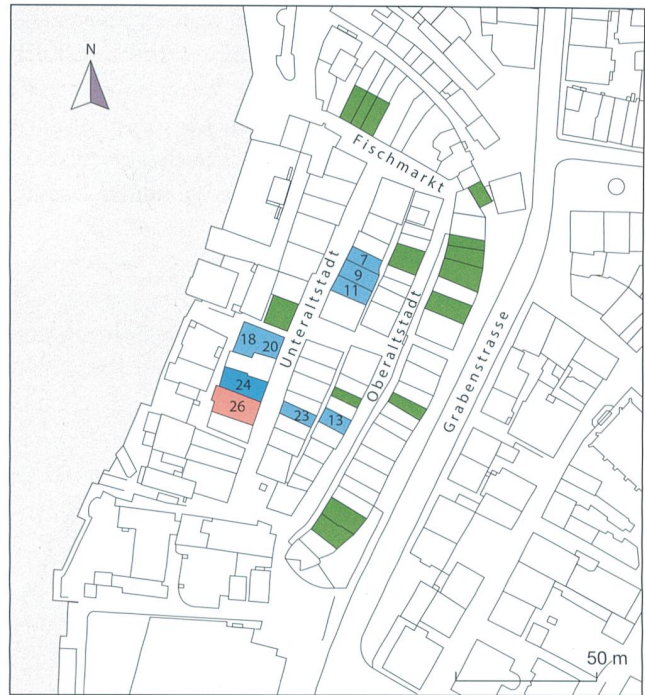 N
Fischmarkt
7
9
11
Unteraltstadt
Oberaltstadt
18
20
24
26
23
13
Grabenstrasse
50 m